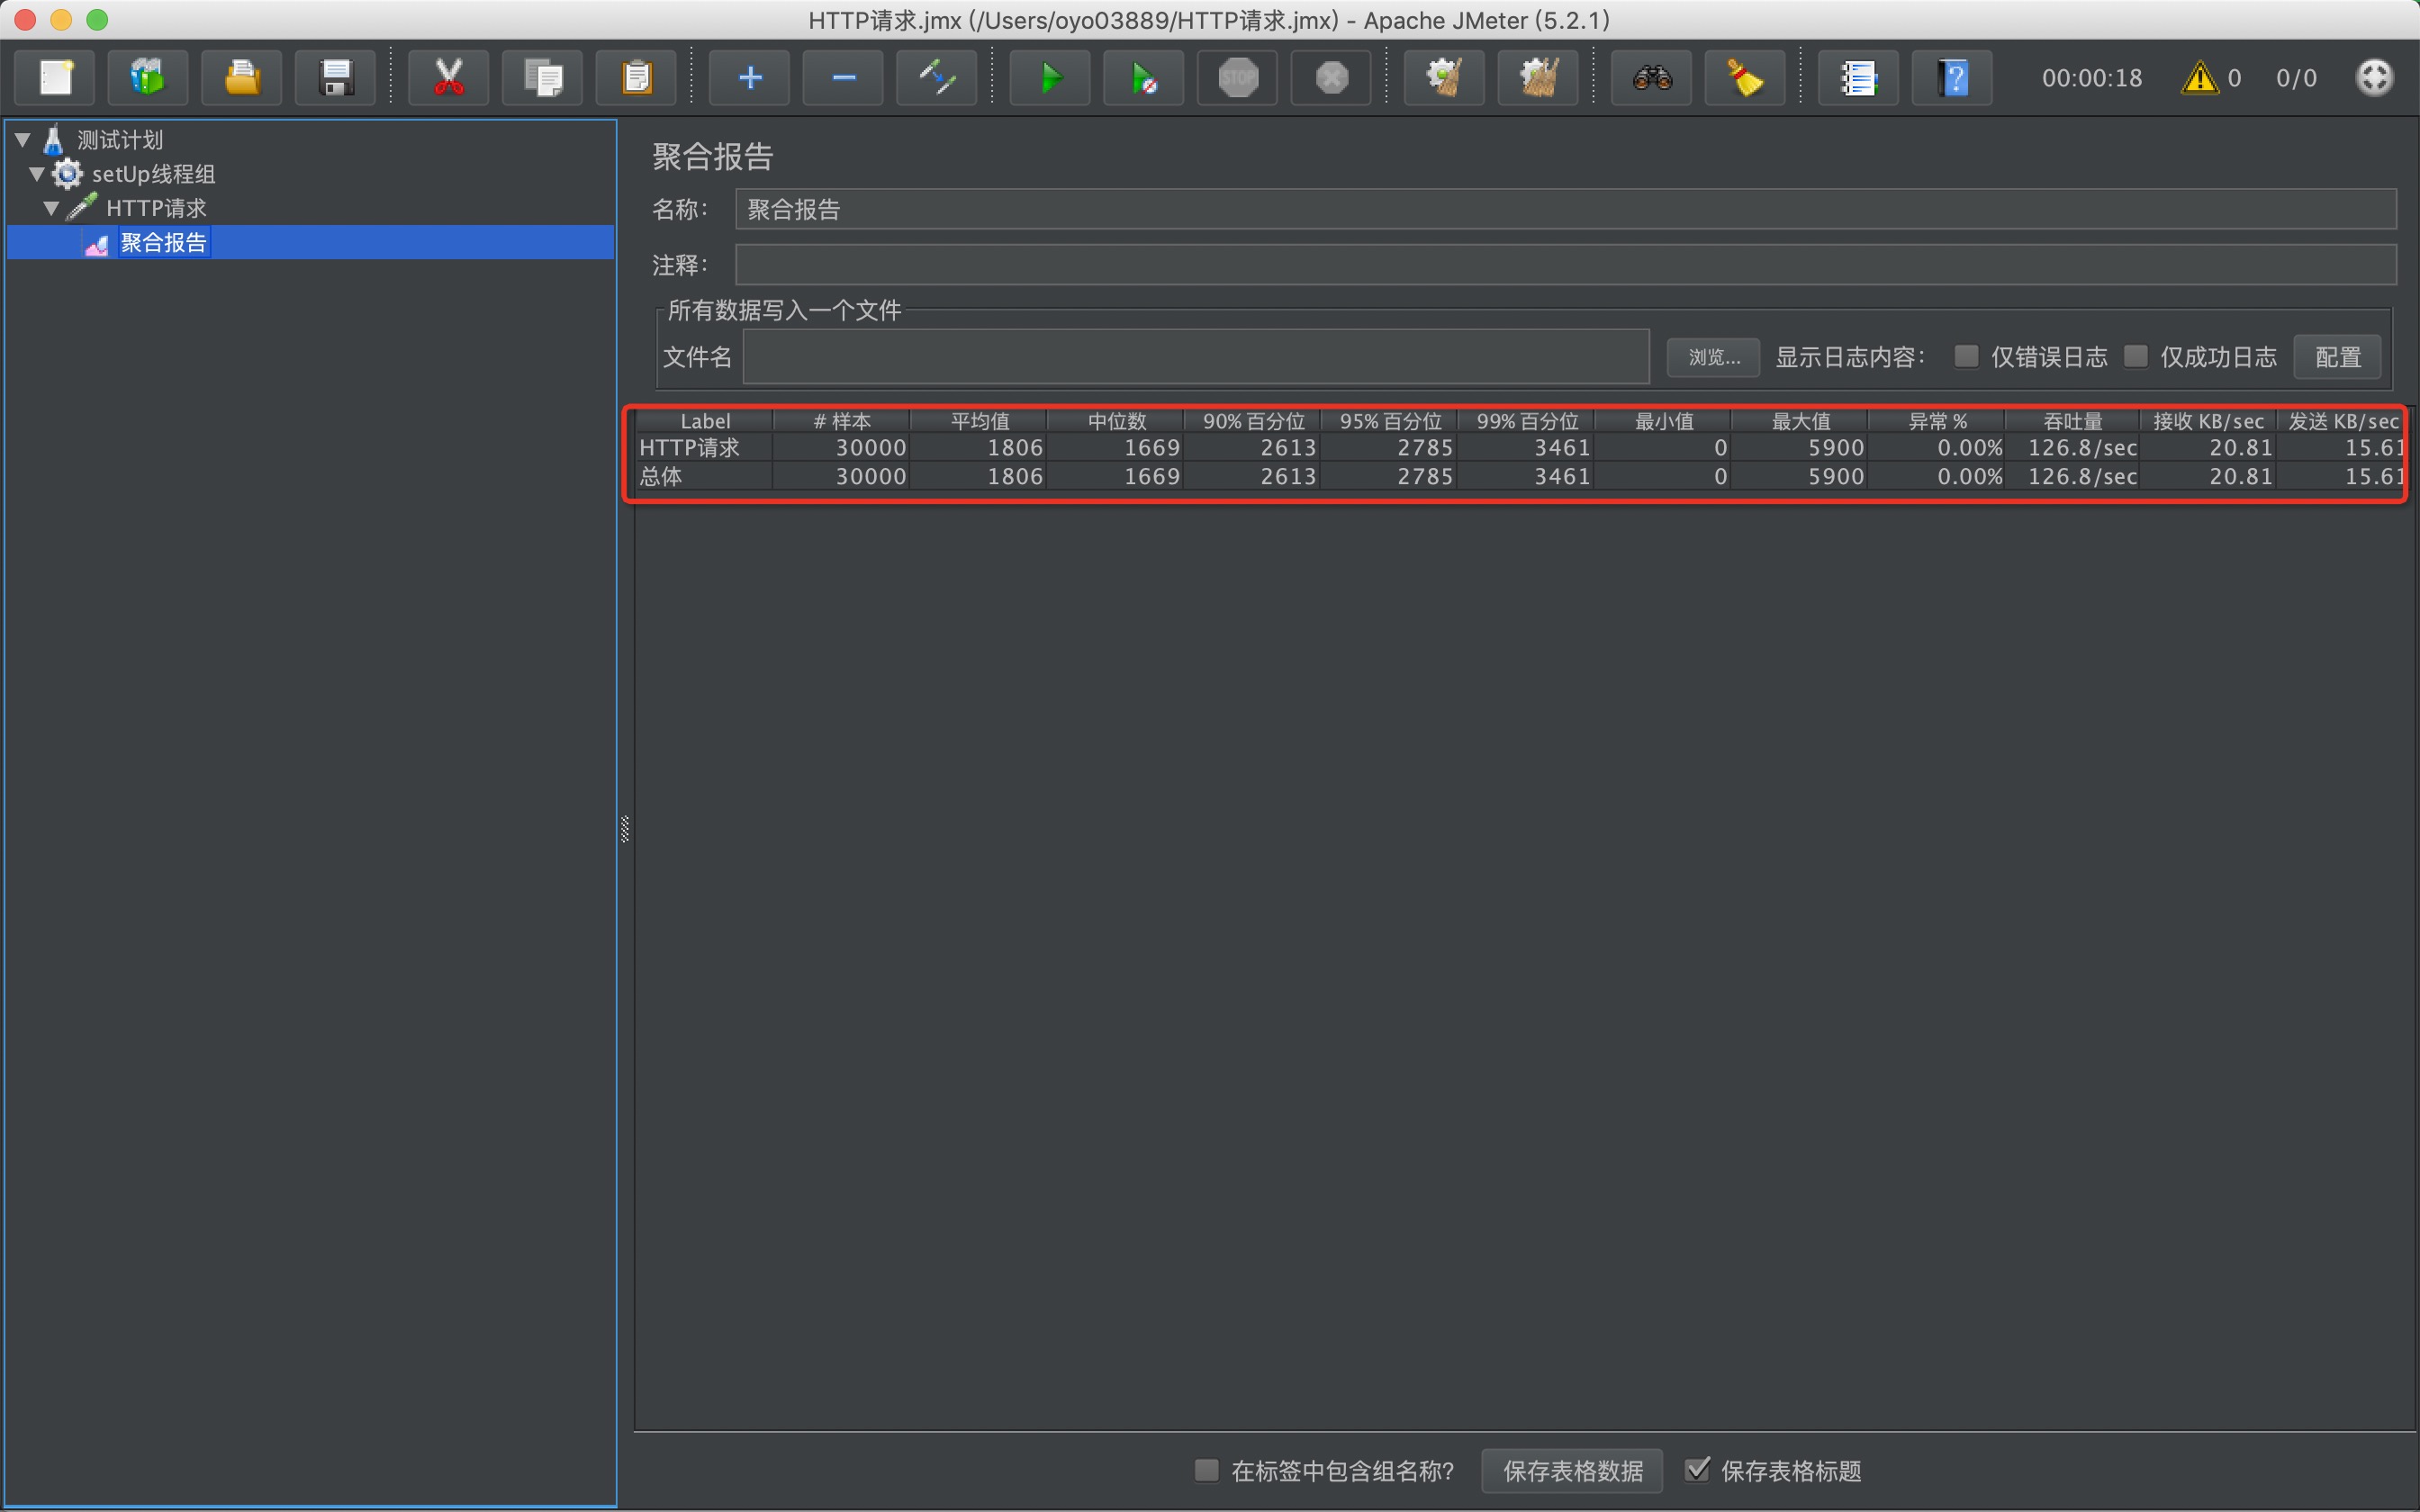 HTTP请求.jmx (/Users/oyo03889/HTTP请求.jmx) - Apache JMeter (5.2.1)
STOP
00:00:18 0 0/0
测试计划
setUp线程组
HTTP请求
聚合报告
聚合报告
名称： 聚合报告
注释：
所有数据写入一个文件
文件名 浏览... 显示日志内容： 仅错误日志 仅成功日志 配置
Label # 样本 平均值 中位数 90% 百分位 95% 百分位 99% 百分位 最小值 最大值 异常 % 吞吐量 接收 KB/sec 发送 KB/sec
HTTP请求 30000 1806 1669 2613 2785 3461 0 5900 0.00% 126.8/sec 20.81 15.61
总体 30000 1806 1669 2613 2785 3461 0 5900 0.00% 126.8/sec 20.81 15.61
在标签中包含组名称? 保存表格数据 保存表格标题